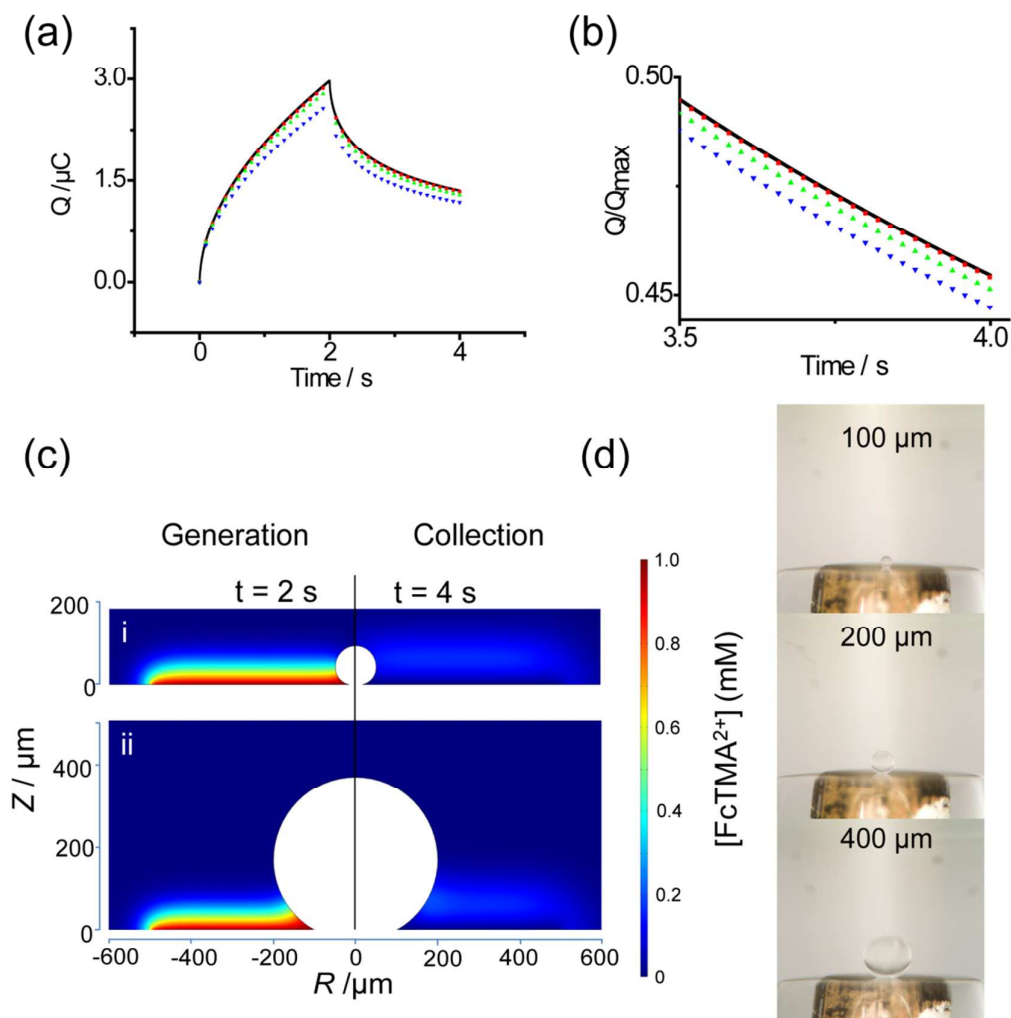 (a)
3.0
1.5
0.0
Q /µC
0 2 4
Time / s
(b)
0.50
0.45
Q/Qmax
3.5 4.0
Time / s
(c)
Generation Collection
t = 2 s t = 4 s
200
0
i
ii
400
200
0
Z / µm
-600 -400 -200 0 200 400 600
R /µm
1.0
0.8
0.6
0.4
0.2
0
[FcTMA²⁺] (mM)
(d)
100 µm
200 µm
400 µm